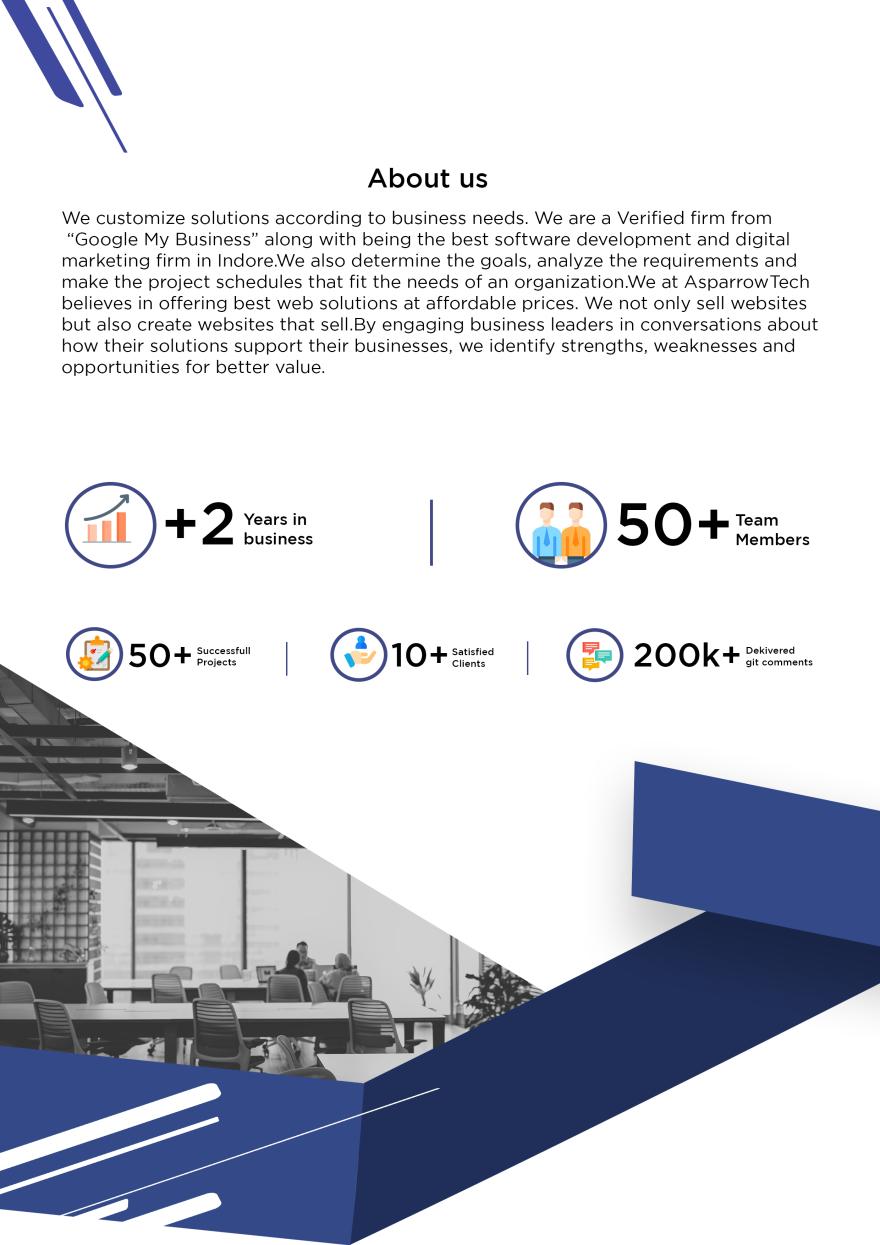 About us
We customize solutions according to business needs. We are a Verified firm from
“Google My Business” along with being the best software development and digital
marketing firm in Indore.We also determine the goals, analyze the requirements and
make the project schedules that fit the needs of an organization.We at AsparrowTech
believes in offering best web solutions at affordable prices. We not only sell websites
but also create websites that sell.By engaging business leaders in conversations about
how their solutions support their businesses, we identify strengths, weaknesses and
opportunities for better value.
+2 Years in
business
50+ Team
Members
50+ Successfull
Projects
10+ Satisfied
Clients
200k+ Dekivered
git comments